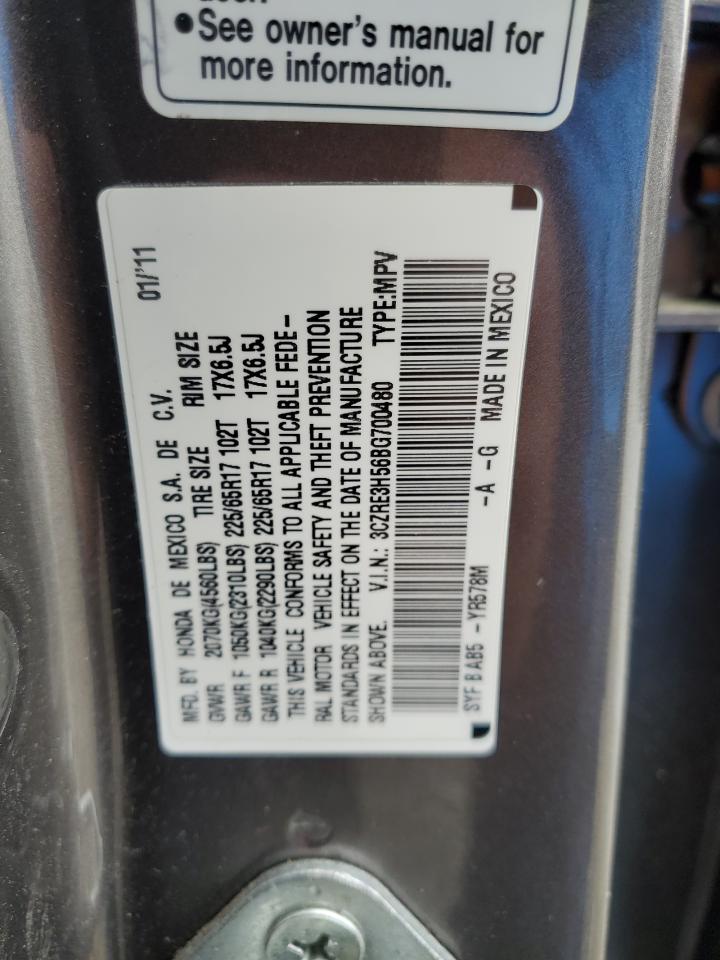 • See owner's manual for
more information.
MFD. BY HONDA DE MEXICO S.A. DE C.V. 01/'11
GVWR 2070KG(4560LBS) TIRE SIZE RIM SIZE
GAWR F 1050KG(2310LBS) 225/65R17 102T 17X6.5J
GAWR R 1040KG(2290LBS) 225/65R17 102T 17X6.5J
THIS VEHICLE CONFORMS TO ALL APPLICABLE FEDE-
RAL MOTOR VEHICLE SAFETY AND THEFT PREVENTION
STANDARDS IN EFFECT ON THE DATE OF MANUFACTURE
SHOWN ABOVE. V.I.N.: 3CZRE3H56BG700480 TYPE:MPV
SYF B AB5 -YR578M -A -G MADE IN MEXICO